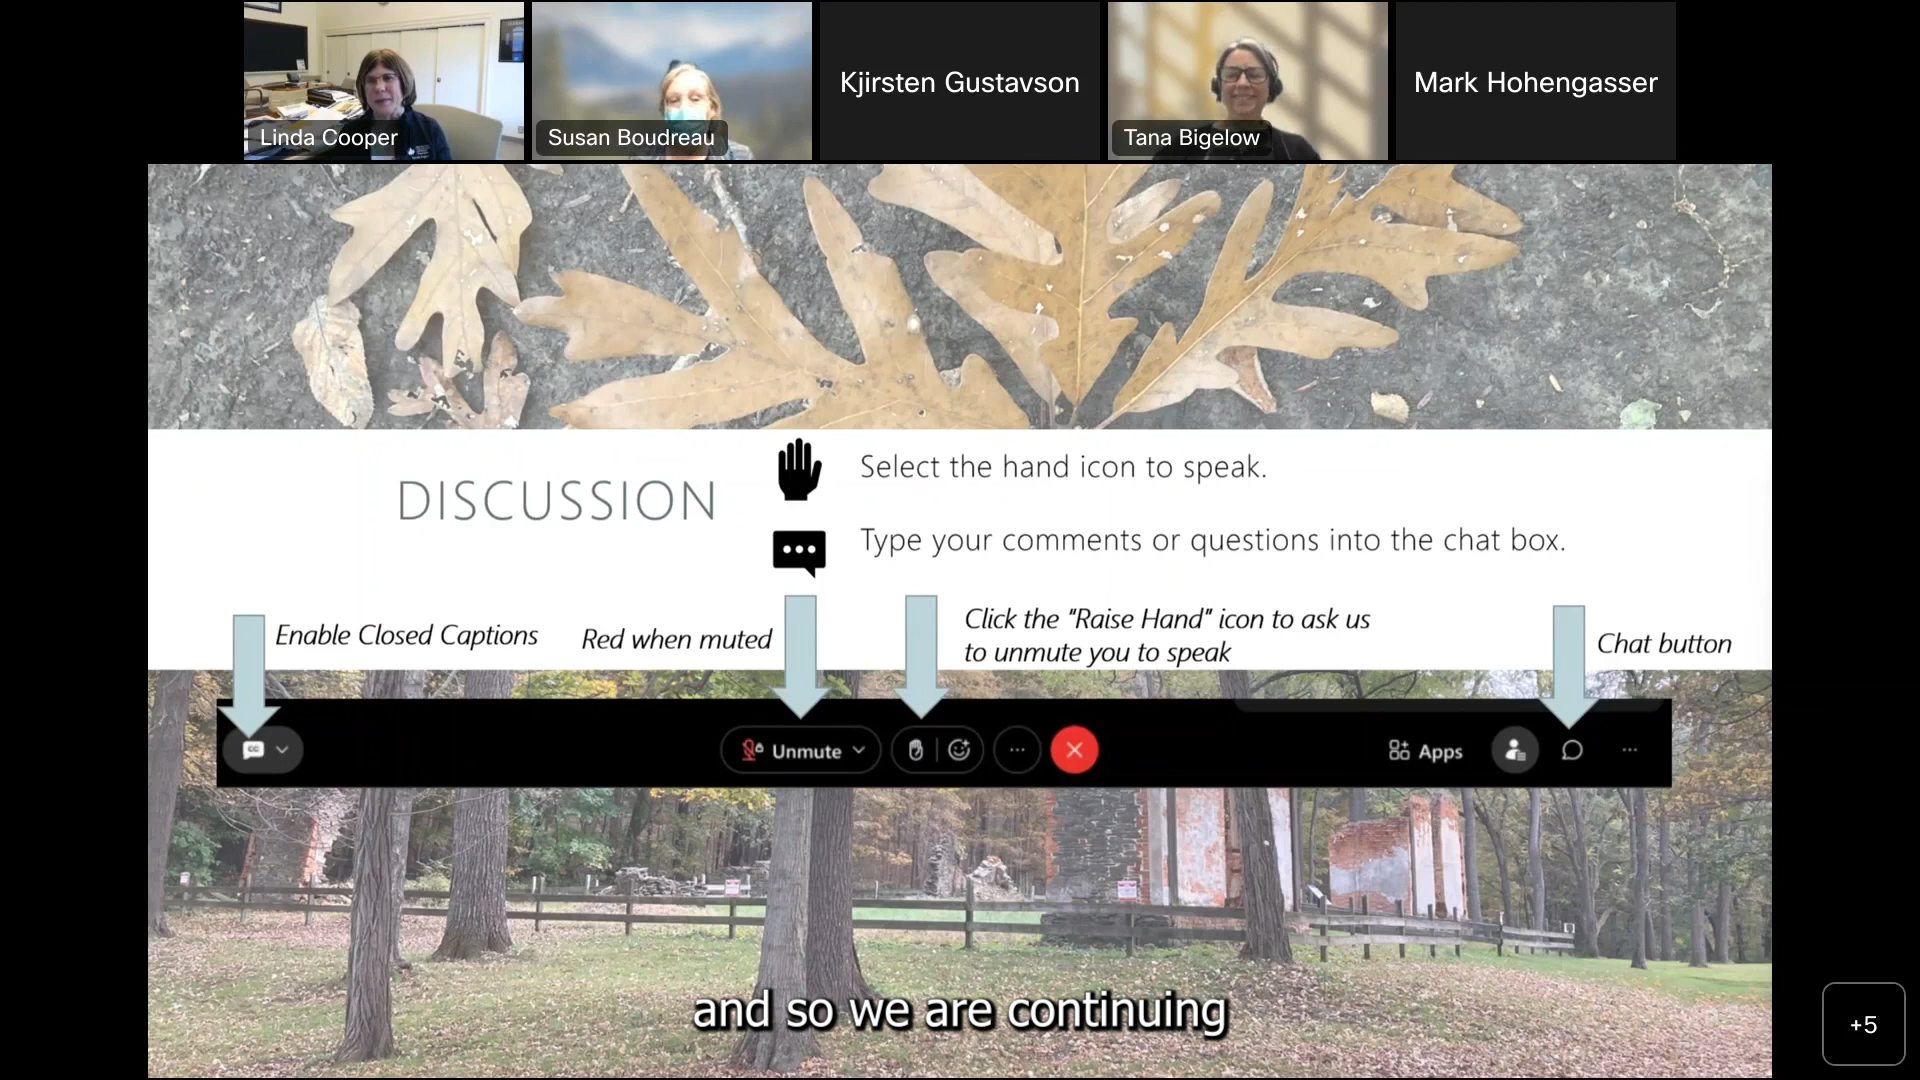 Linda Cooper
Susan Boudreau
Kjirsten Gustavson
Tana Bigelow
Mark Hohengasser
DISCUSSION
Select the hand icon to speak.
Type your comments or questions into the chat box.
Enable Closed Captions
Red when muted
Click the "Raise Hand" icon to ask us
to unmute you to speak
Chat button
CC
Unmute
Apps
and so we are continuing
+5